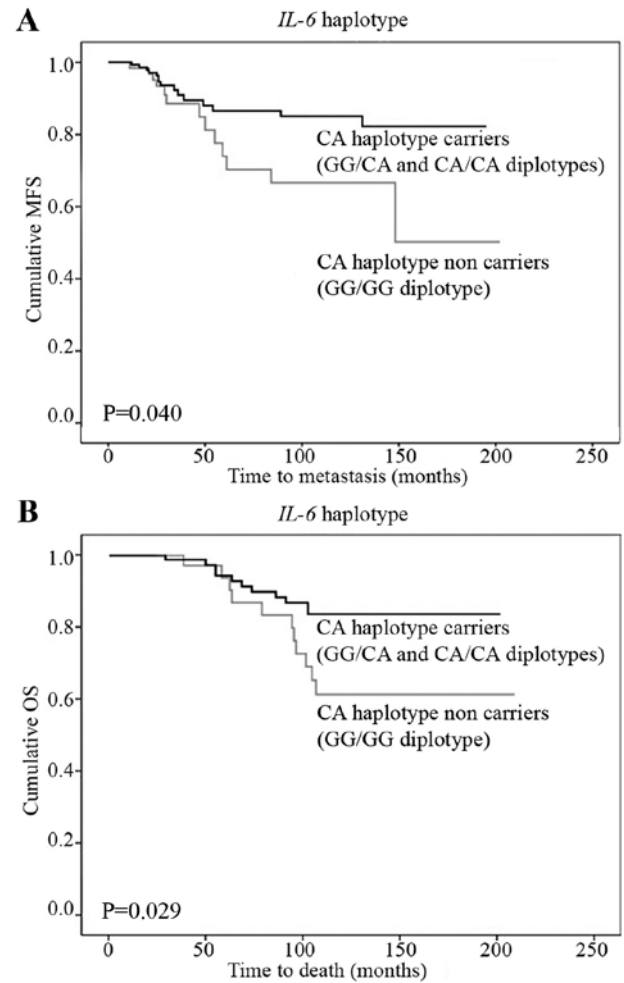 A
IL-6 haplotype
1.0
0.8
0.6
0.4
0.2
0.0
Cumulative MFS
CA haplotype carriers
(GG/CA and CA/CA diplotypes)
CA haplotype non carriers
(GG/GG diplotype)
P=0.040
0 50 100 150 200 250
Time to metastasis (months)
B
IL-6 haplotype
1.0
0.8
0.6
0.4
0.2
0.0
Cumulative OS
CA haplotype carriers
(GG/CA and CA/CA diplotypes)
CA haplotype non carriers
(GG/GG diplotype)
P=0.029
0 50 100 150 200 250
Time to death (months)